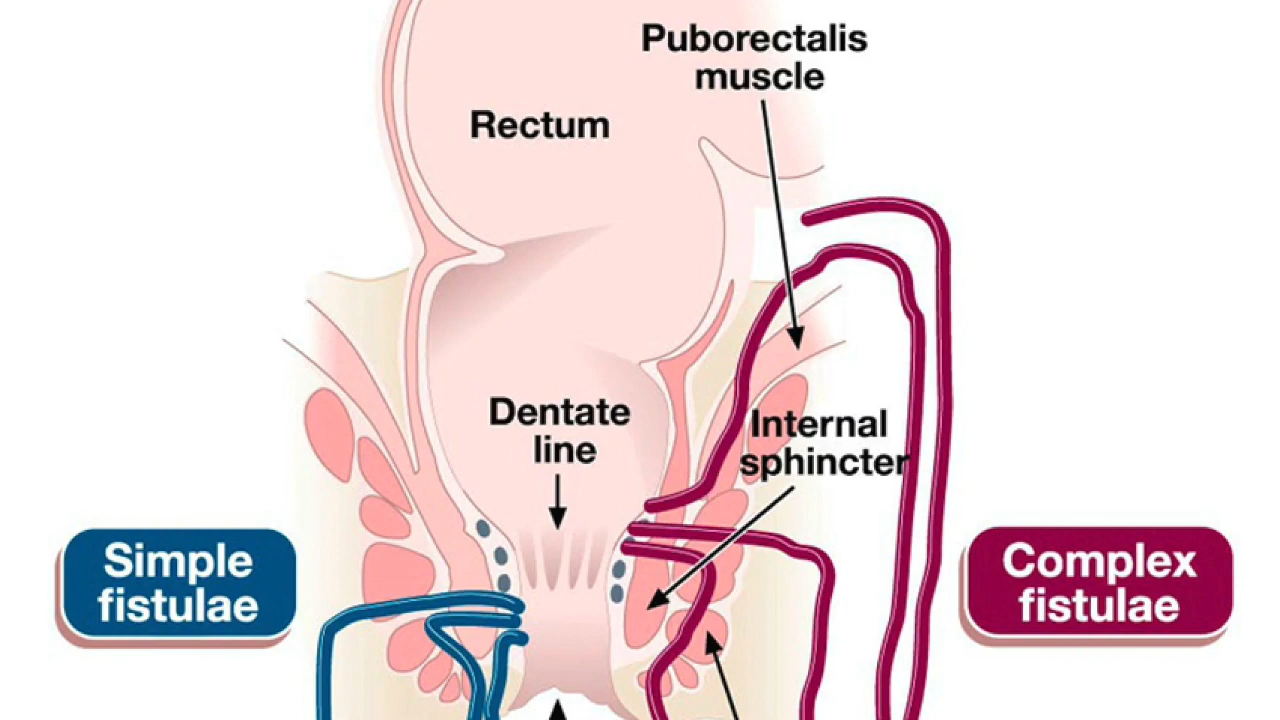 Puborectalis
muscle
Rectum
Dentate
line
Internal
sphincter
Simple
fistulae
Complex
fistulae